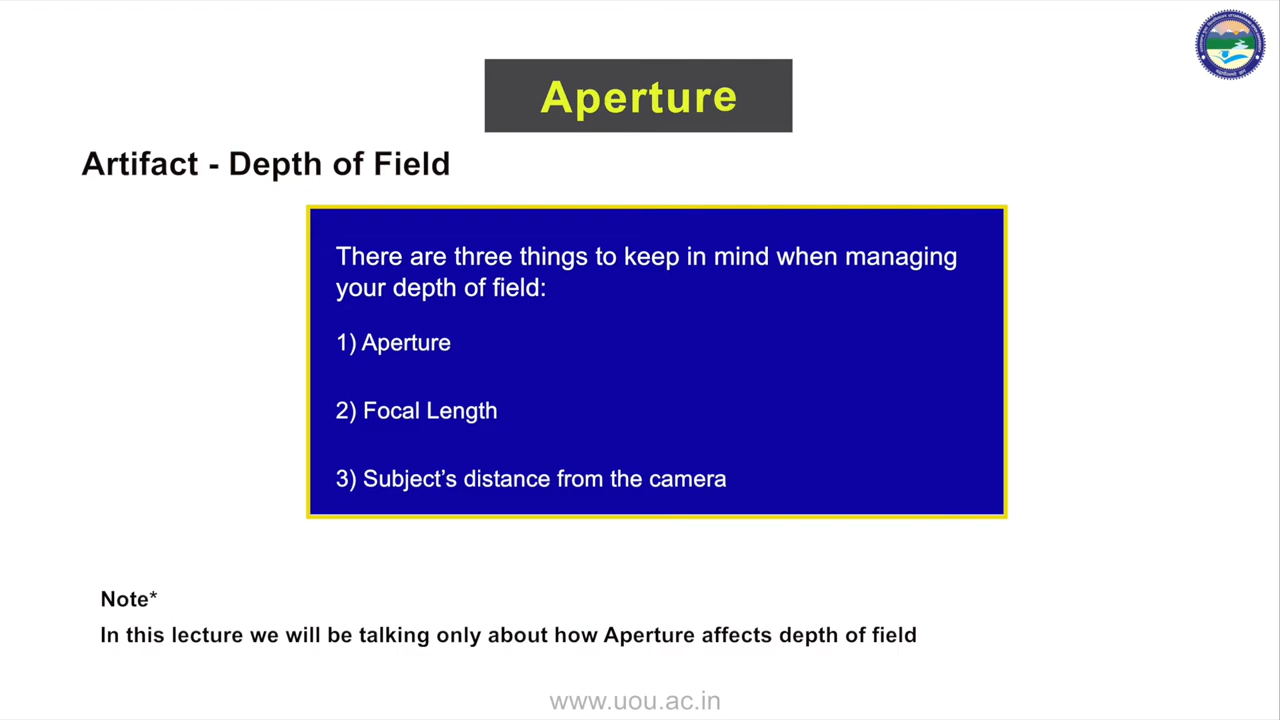 Aperture
Artifact - Depth of Field
There are three things to keep in mind when managing
your depth of field:
1) Aperture
2) Focal Length
3) Subject’s distance from the camera
Note*
In this lecture we will be talking only about how Aperture affects depth of field
www.uou.ac.in